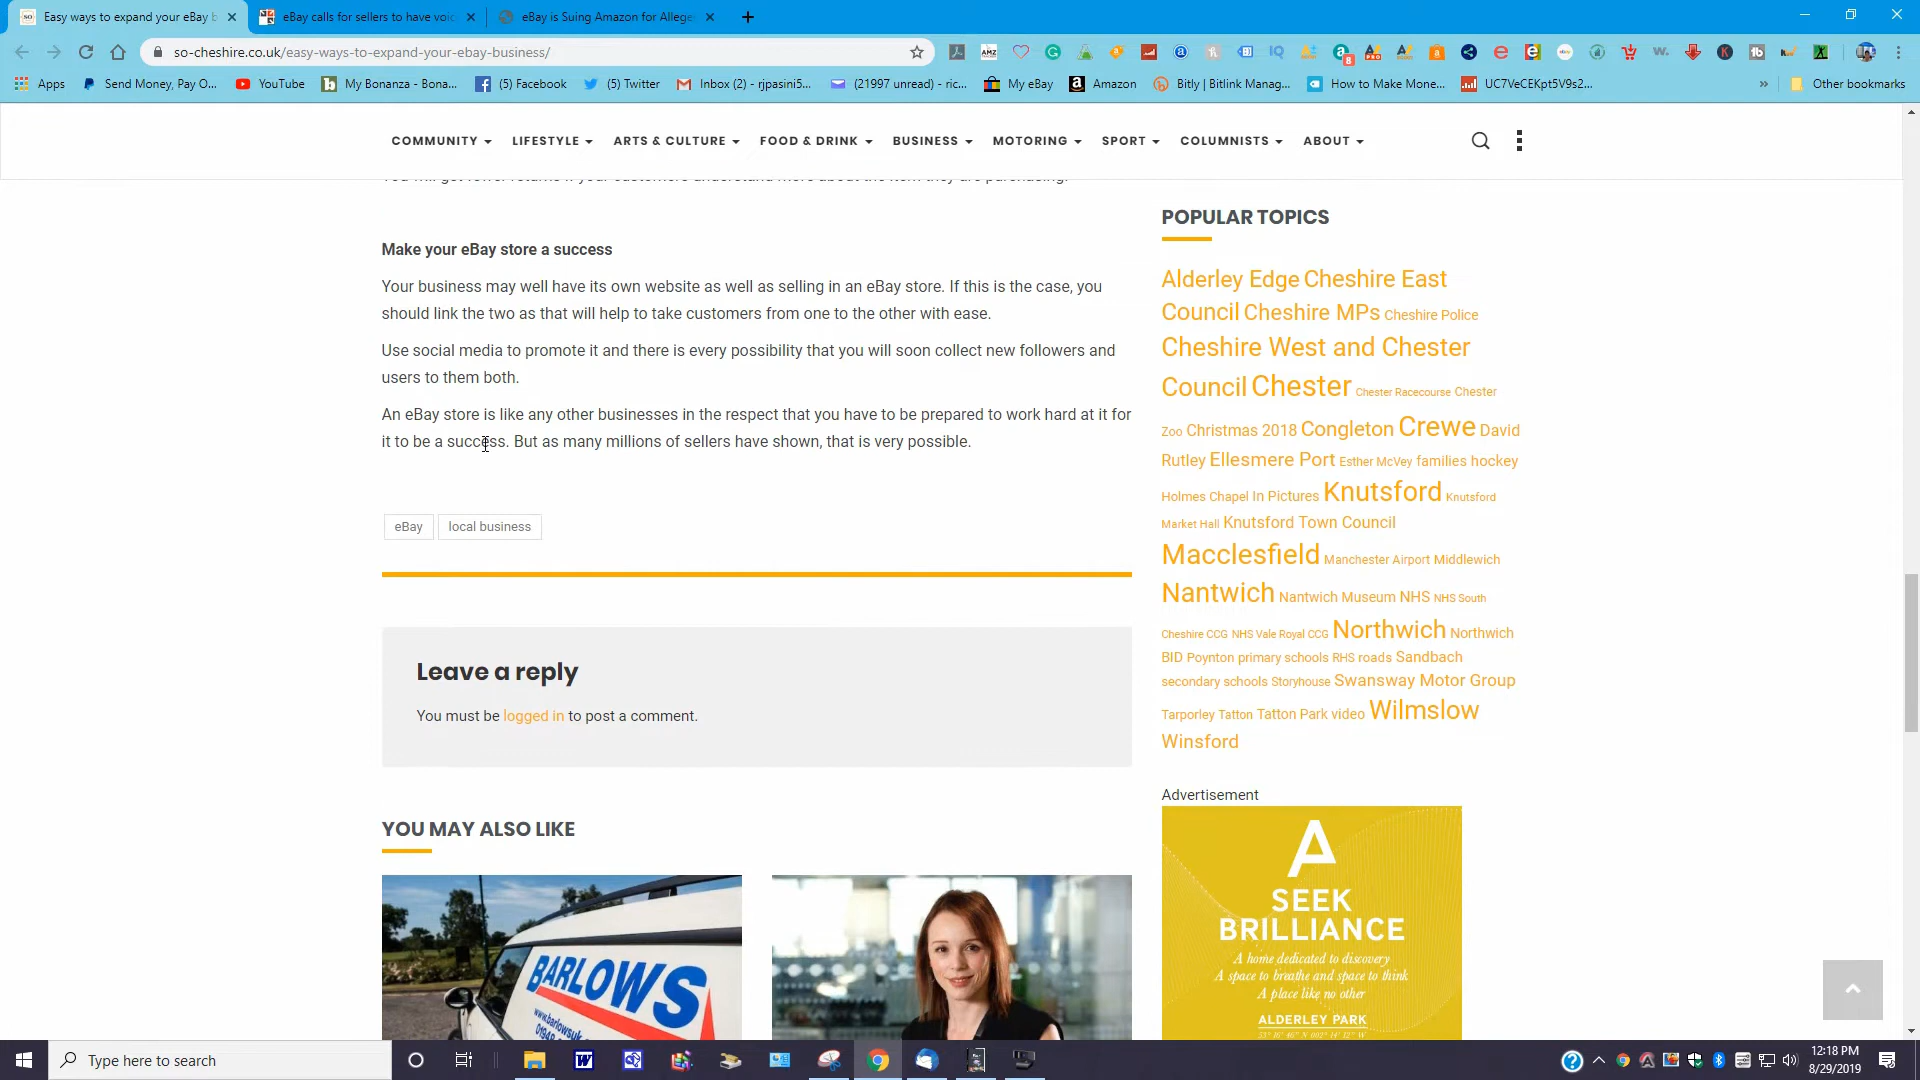 Easy ways to expand your eBay b
eBay calls for sellers to have voic
eBay is Suing Amazon for Allege
so-cheshire.co.uk/easy-ways-to-expand-your-ebay-business/
Apps
Send Money, Pay O...
YouTube
My Bonanza - Bona...
(5) Facebook
(5) Twitter
Inbox (2) - rjpasini5...
(21997 unread) - ric...
My eBay
Amazon
Bitly | Bitlink Manag...
How to Make Mone...
UC7VeCEKpt5V9s2...
Other bookmarks
COMMUNITY
LIFESTYLE
ARTS & CULTURE
FOOD & DRINK
BUSINESS
MOTORING
SPORT
COLUMNISTS
ABOUT
You will get fewer returns if your customers understand more about the item they are purchasing.
Make your eBay store a success
Your business may well have its own website as well as selling in an eBay store. If this is the case, you
should link the two as that will help to take customers from one to the other with ease.
Use social media to promote it and there is every possibility that you will soon collect new followers and
users to them both.
An eBay store is like any other businesses in the respect that you have to be prepared to work hard at it for
it to be a success. But as many millions of sellers have shown, that is very possible.
eBay
local business
Leave a reply
You must be logged in to post a comment.
YOU MAY ALSO LIKE
BARLOWS
www.barlowsuk
POPULAR TOPICS
Alderley Edge Cheshire East
Council Cheshire MPs Cheshire Police
Cheshire West and Chester
Council Chester Chester Racecourse Chester
Zoo Christmas 2018 Congleton Crewe David
Rutley Ellesmere Port Esther McVey families hockey
Holmes Chapel In Pictures Knutsford Knutsford
Market Hall Knutsford Town Council
Macclesfield Manchester Airport Middlewich
Nantwich Nantwich Museum NHS NHS South
Cheshire CCG NHS Vale Royal CCG Northwich Northwich
BID Poynton primary schools RHS roads Sandbach
secondary schools Storyhouse Swansway Motor Group
Tarporley Tatton Tatton Park video Wilmslow
Winsford
Advertisement
A
SEEK
BRILLIANCE
A home dedicated to discovery
A space to breathe and space to think
A place like no other
ALDERLEY PARK
Type here to search
12:18 PM
8/29/2019